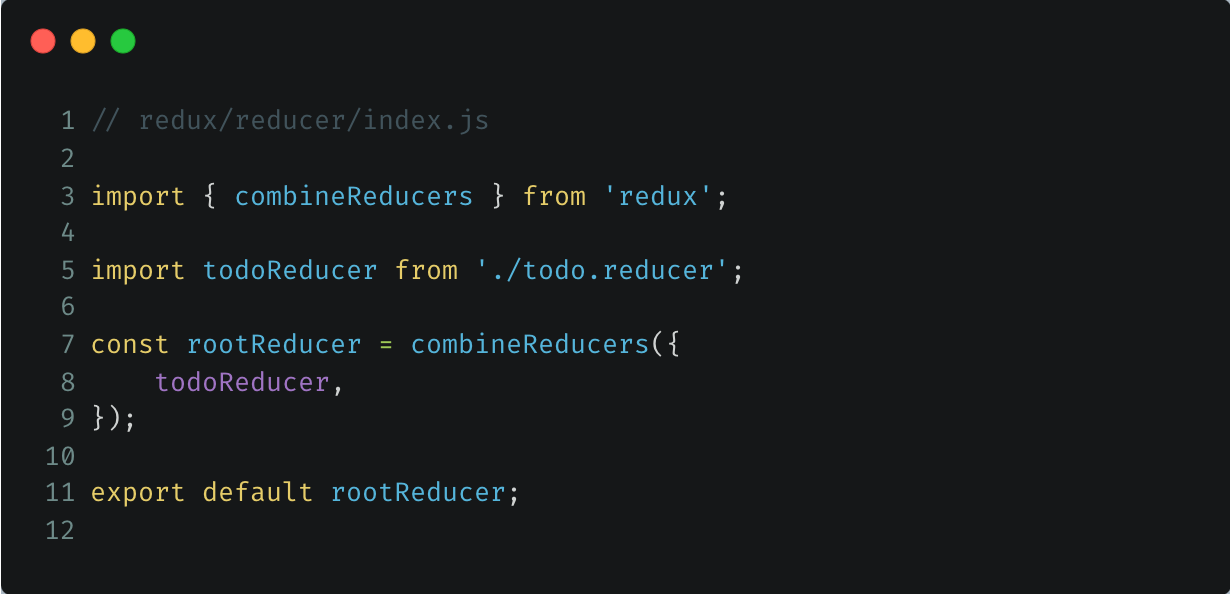 1 // redux/reducer/index.js
2
3 import { combineReducers } from 'redux';
4
5 import todoReducer from './todo.reducer';
6
7 const rootReducer = combineReducers({
8     todoReducer,
9 });
10
11 export default rootReducer;
12